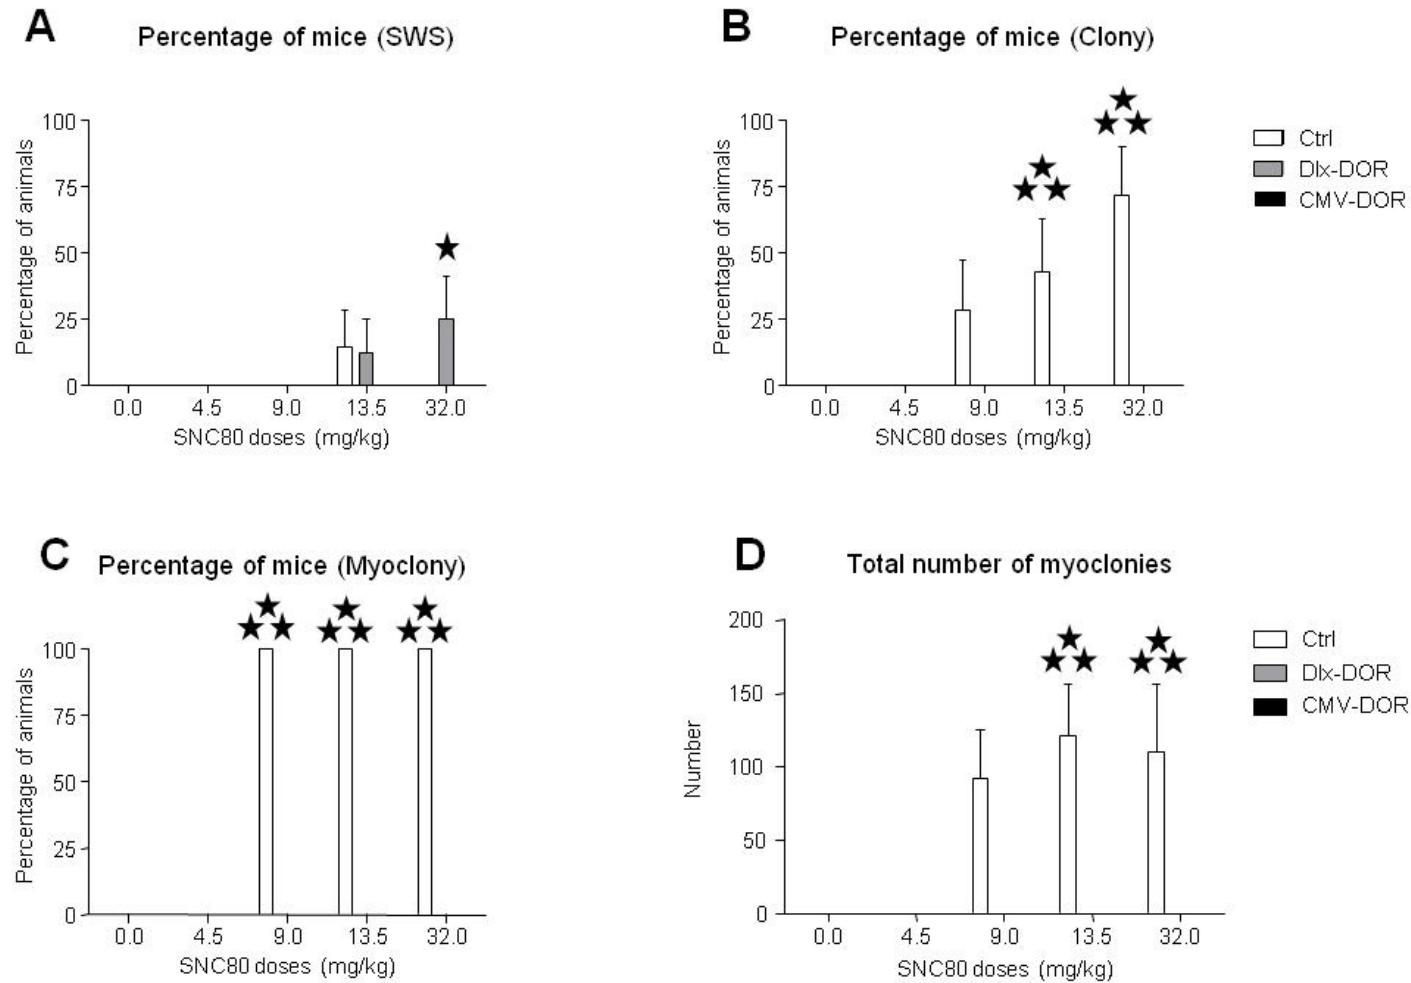 A
Percentage of mice (SWS)
Percentage of animals
100
75
50
25
0
0.0 4.5 9.0 13.5 32.0
SNC80 doses (mg/kg)
B
Percentage of mice (Clony)
Percentage of animals
100
75
50
25
0
0.0 4.5 9.0 13.5 32.0
SNC80 doses (mg/kg)
Ctrl
Dlx-DOR
CMV-DOR
C
Percentage of mice (Myoclony)
Percentage of animals
100
75
50
25
0
0.0 4.5 9.0 13.5 32.0
SNC80 doses (mg/kg)
D
Total number of myoclonies
Number
200
150
100
50
0
0.0 4.5 9.0 13.5 32.0
SNC80 doses (mg/kg)
Ctrl
Dlx-DOR
CMV-DOR